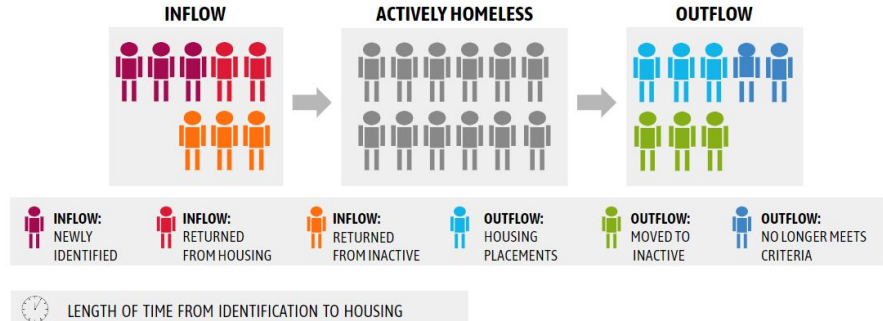 INFLOW
ACTIVELY HOMELESS
OUTFLOW
INFLOW:
NEWLY
IDENTIFIED
INFLOW:
RETURNED
FROM HOUSING
INFLOW:
RETURNED
FROM INACTIVE
OUTFLOW:
HOUSING
PLACEMENTS
OUTFLOW:
MOVED TO
INACTIVE
OUTFLOW:
NO LONGER MEETS
CRITERIA
LENGTH OF TIME FROM IDENTIFICATION TO HOUSING